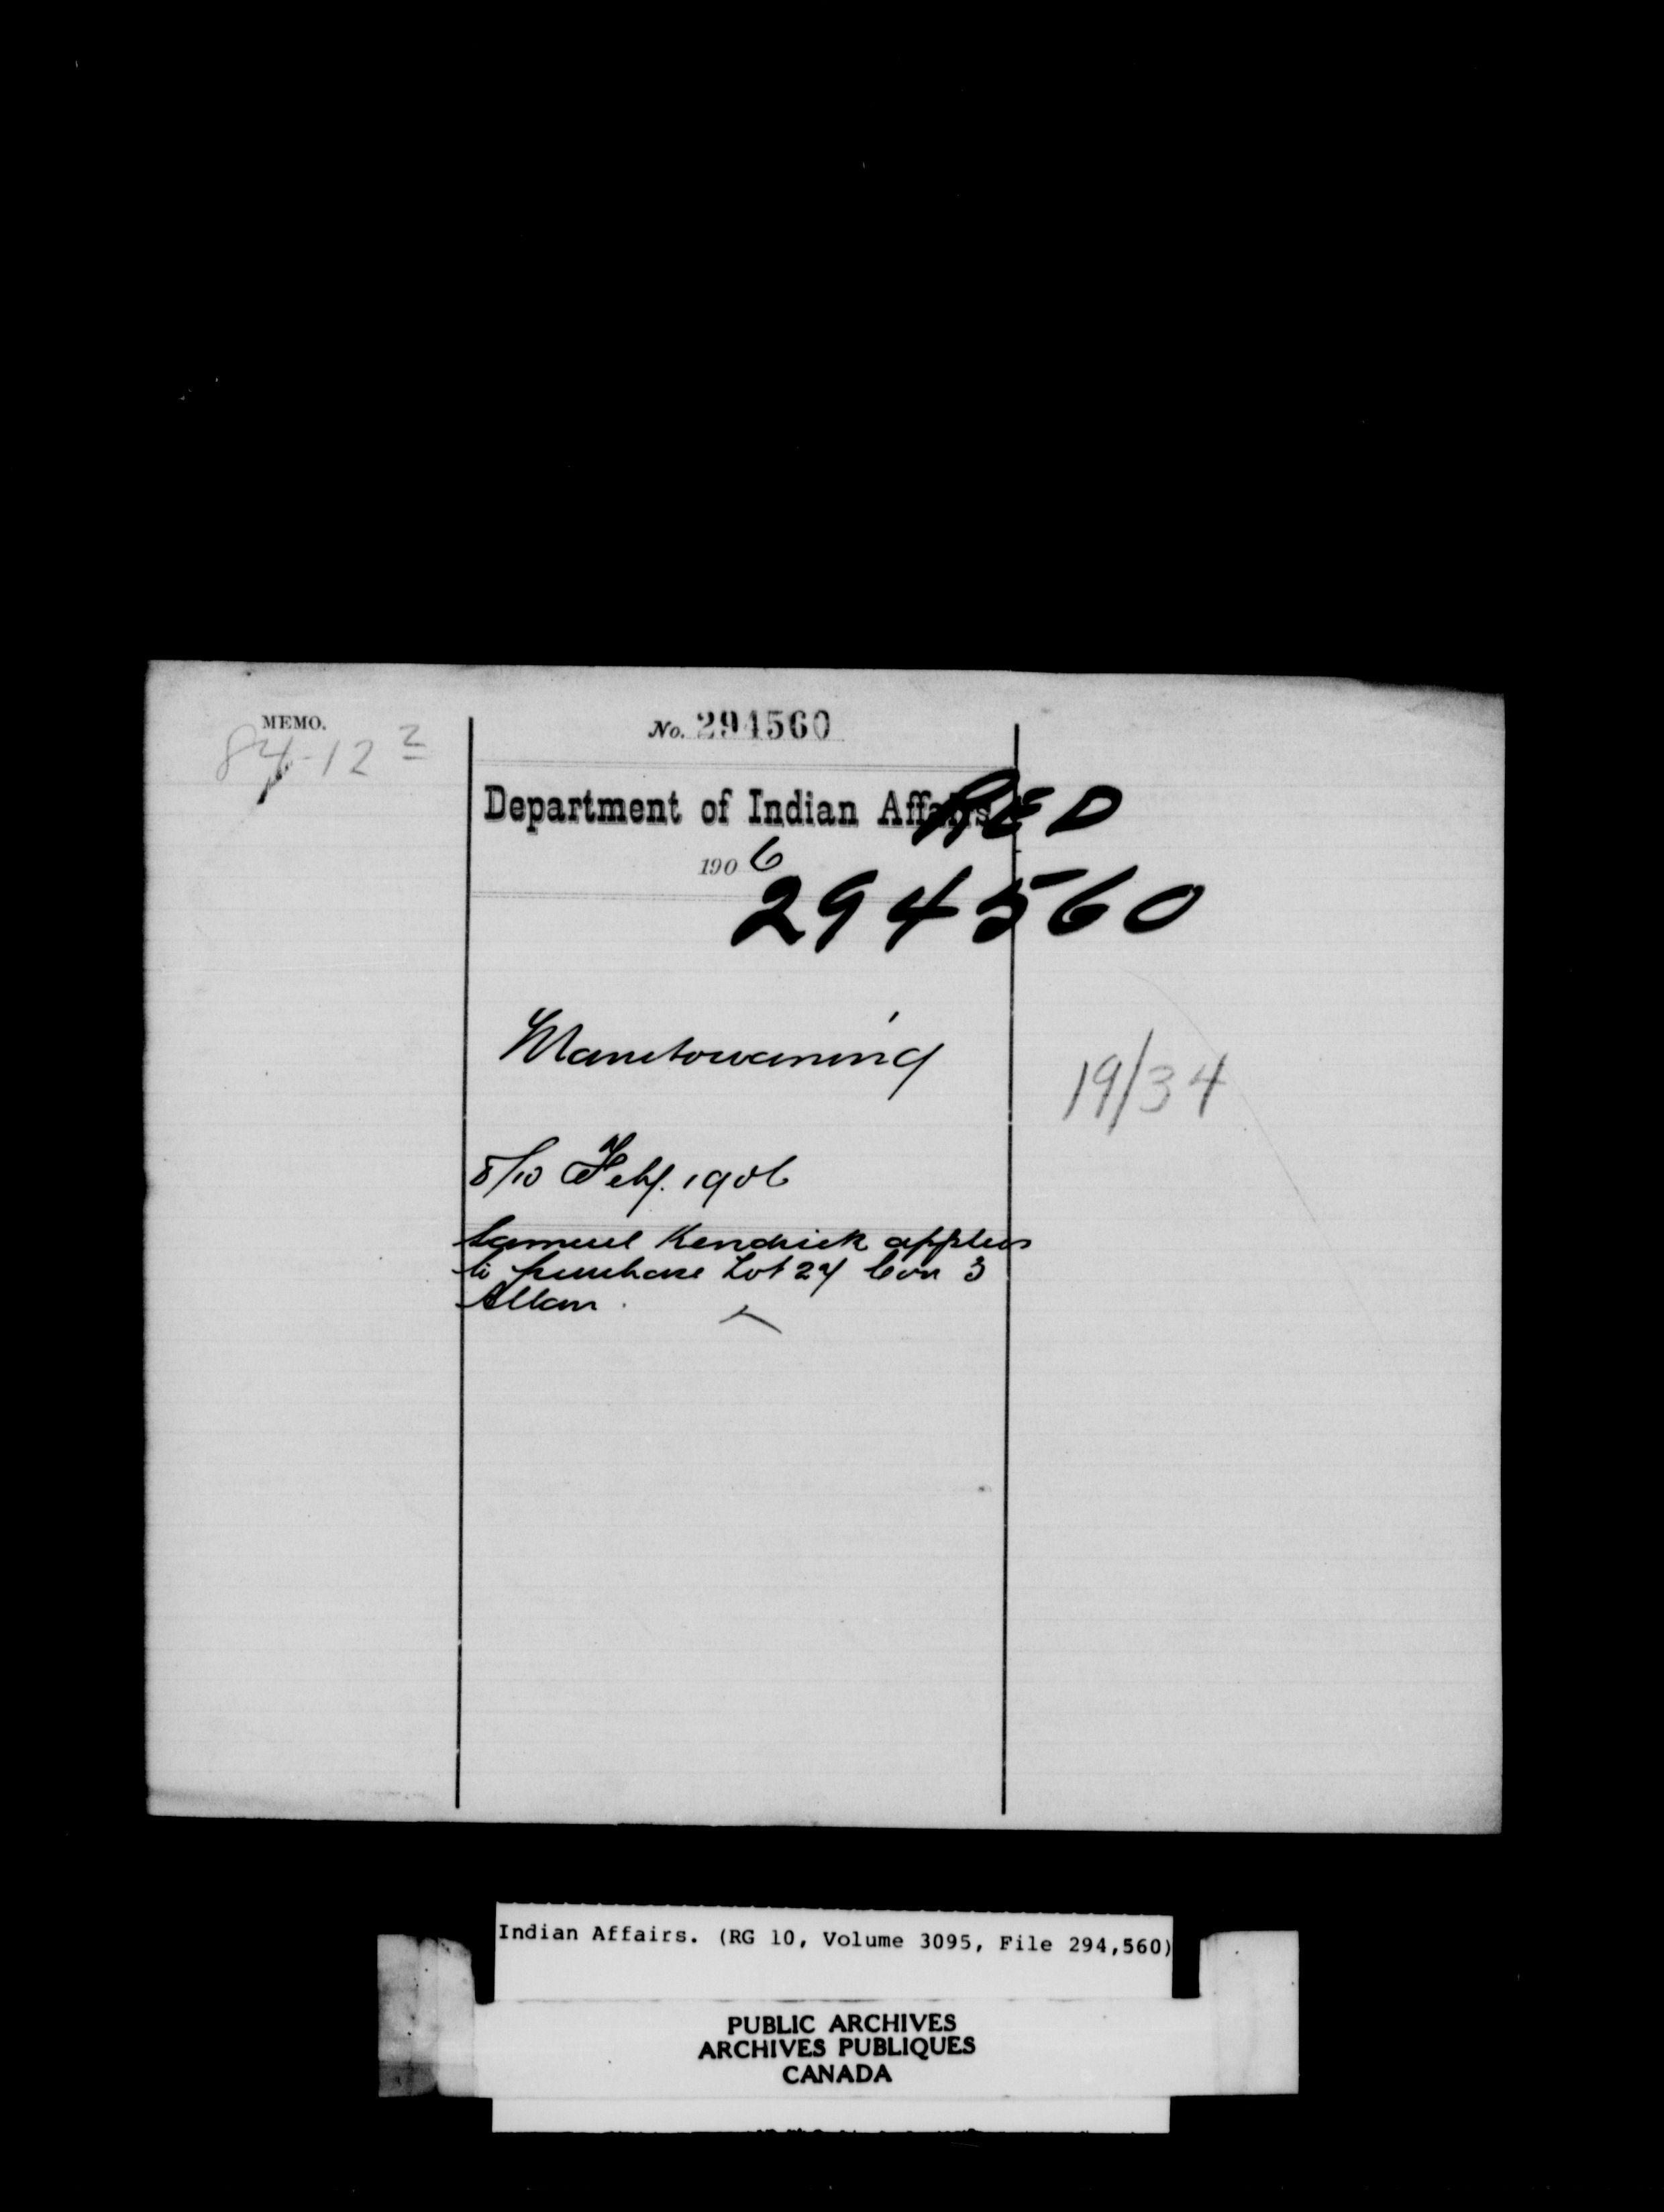 MEMO.
84-12 2
No. 294560
Department of Indian Affairs
RED
1906
294560
Manitowaning
19/34
8/10 Feby. 1906
Samuel Kendrick applies
to purchase Lot 24 Con 3
Allan.
Indian Affairs. (RG 10, Volume 3095, File 294,560)
PUBLIC ARCHIVES
ARCHIVES PUBLIQUES
CANADA